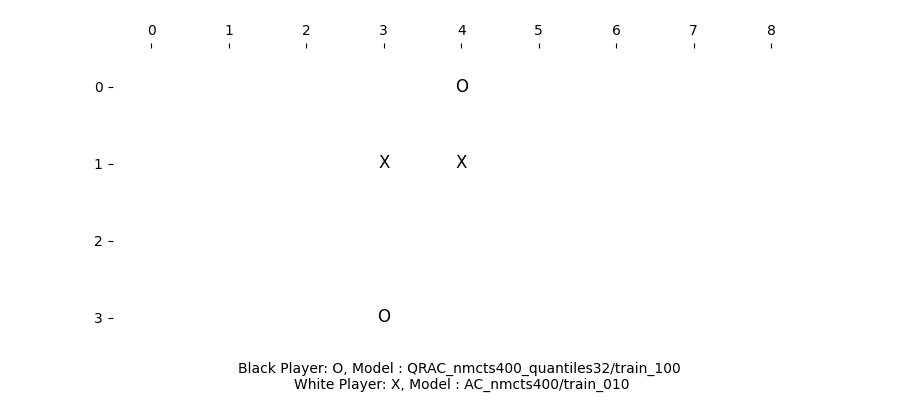 0 1 2 3 4 5 6 7 8
0 O
1 X X
2
3 O
Black Player: O, Model : QRAC_nmcts400_quantiles32/train_100
White Player: X, Model : AC_nmcts400/train_010